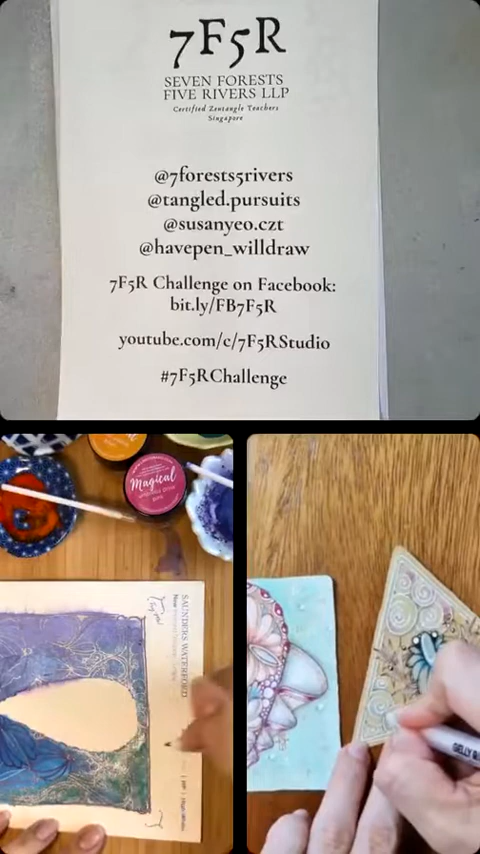 7F5R
SEVEN FORESTS
FIVE RIVERS LLP
Certified Zentangle Teachers
Singapore
@7forests5rivers
@tangled.pursuits
@susanyeo.czt
@havepen_willdraw
7F5R Challenge on Facebook:
bit.ly/FB7F5R
youtube.com/c/7F5RStudio
#7F5RChallenge
Magical
SAUNDERS WATERFORD
GELLY